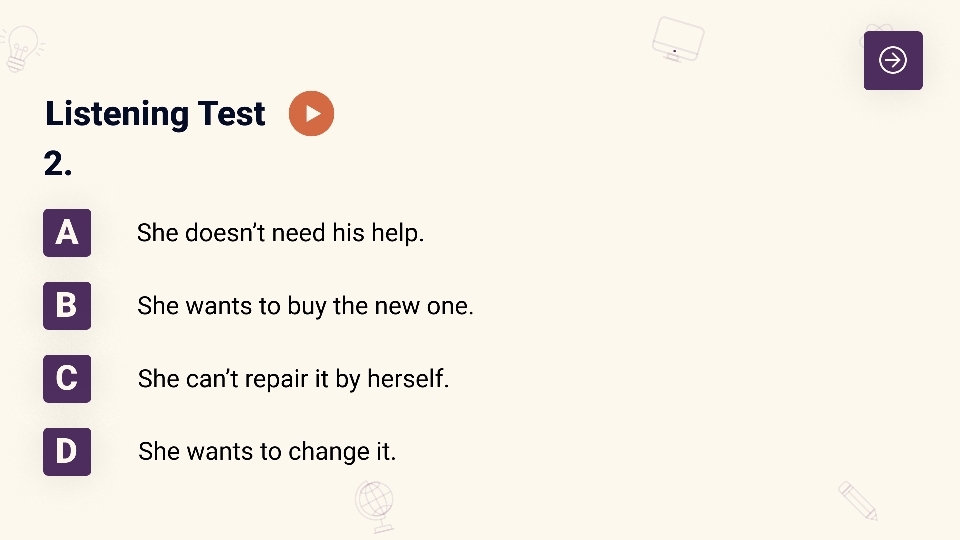 Listening Test
2.
A She doesn’t need his help.
B She wants to buy the new one.
C She can’t repair it by herself.
D She wants to change it.